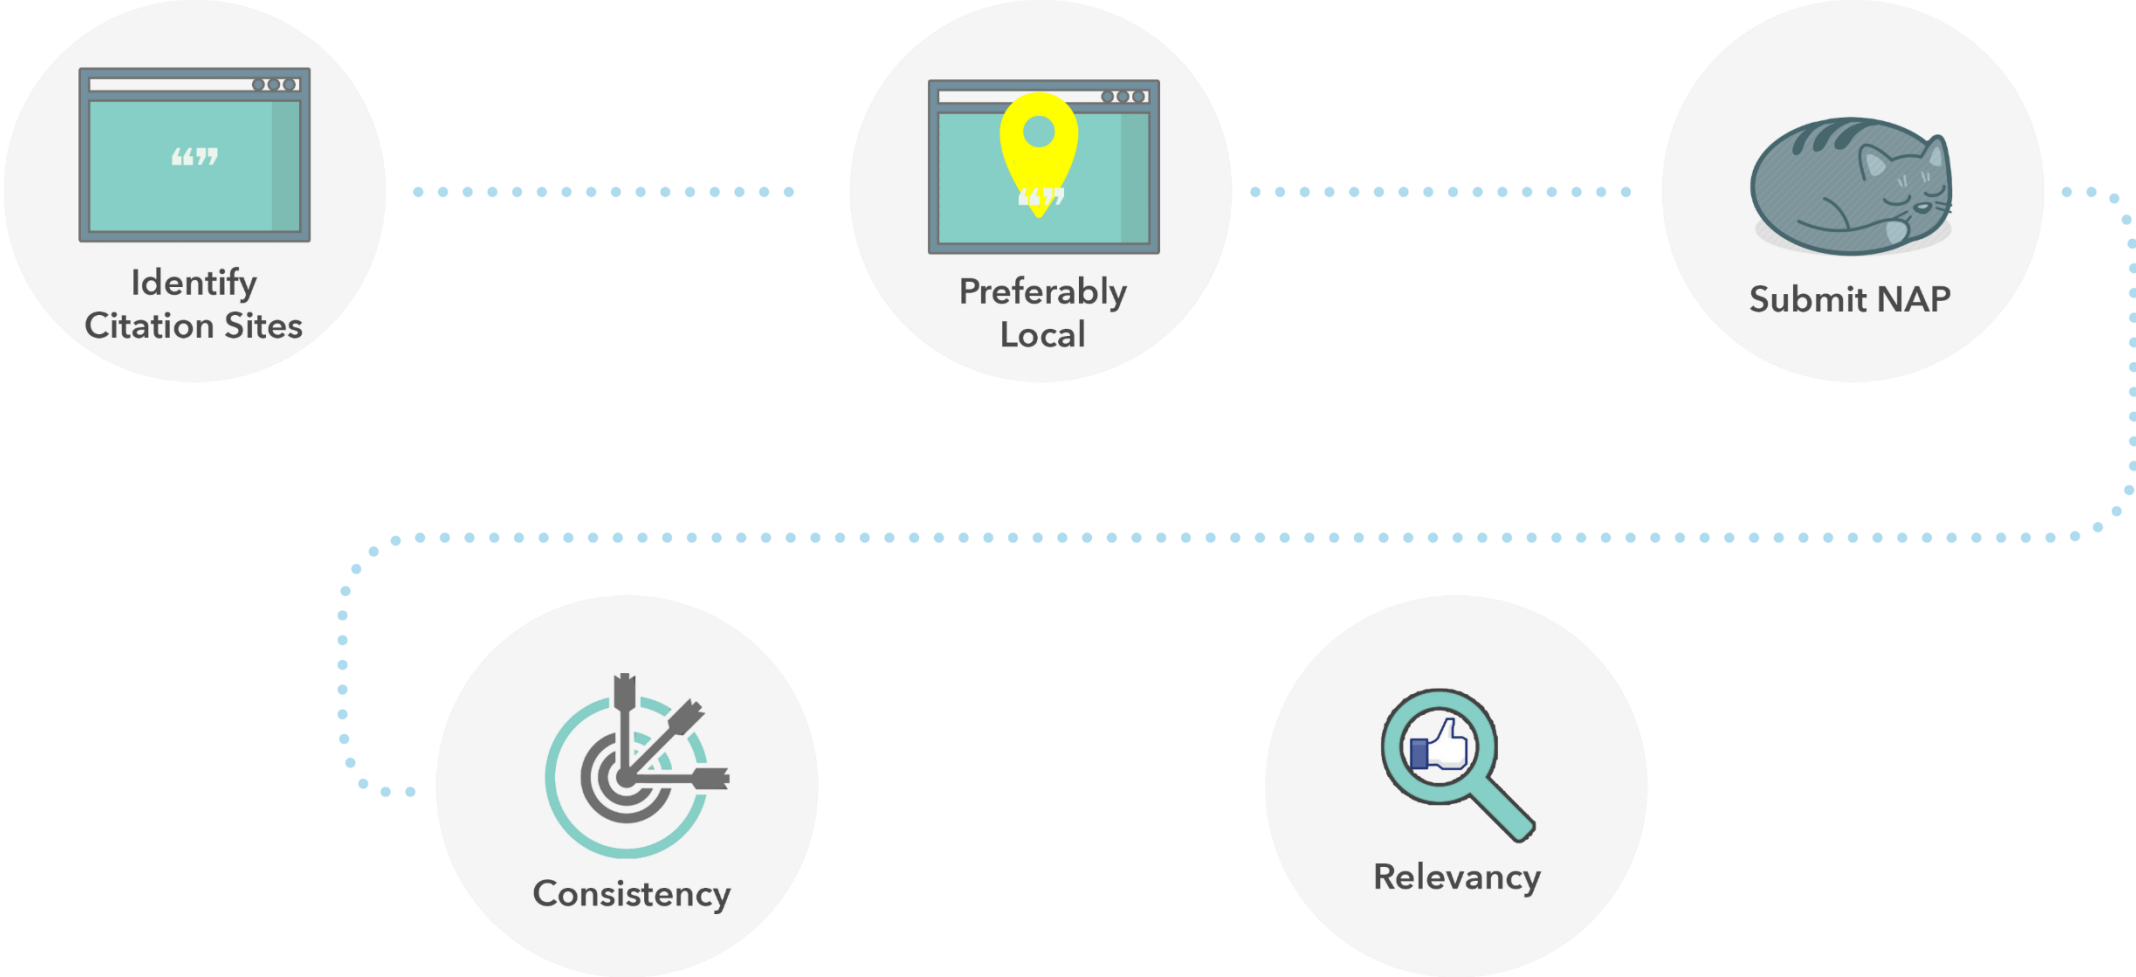 “”
Identify
Citation Sites
“”
Preferably
Local
Submit NAP
Consistency
Relevancy